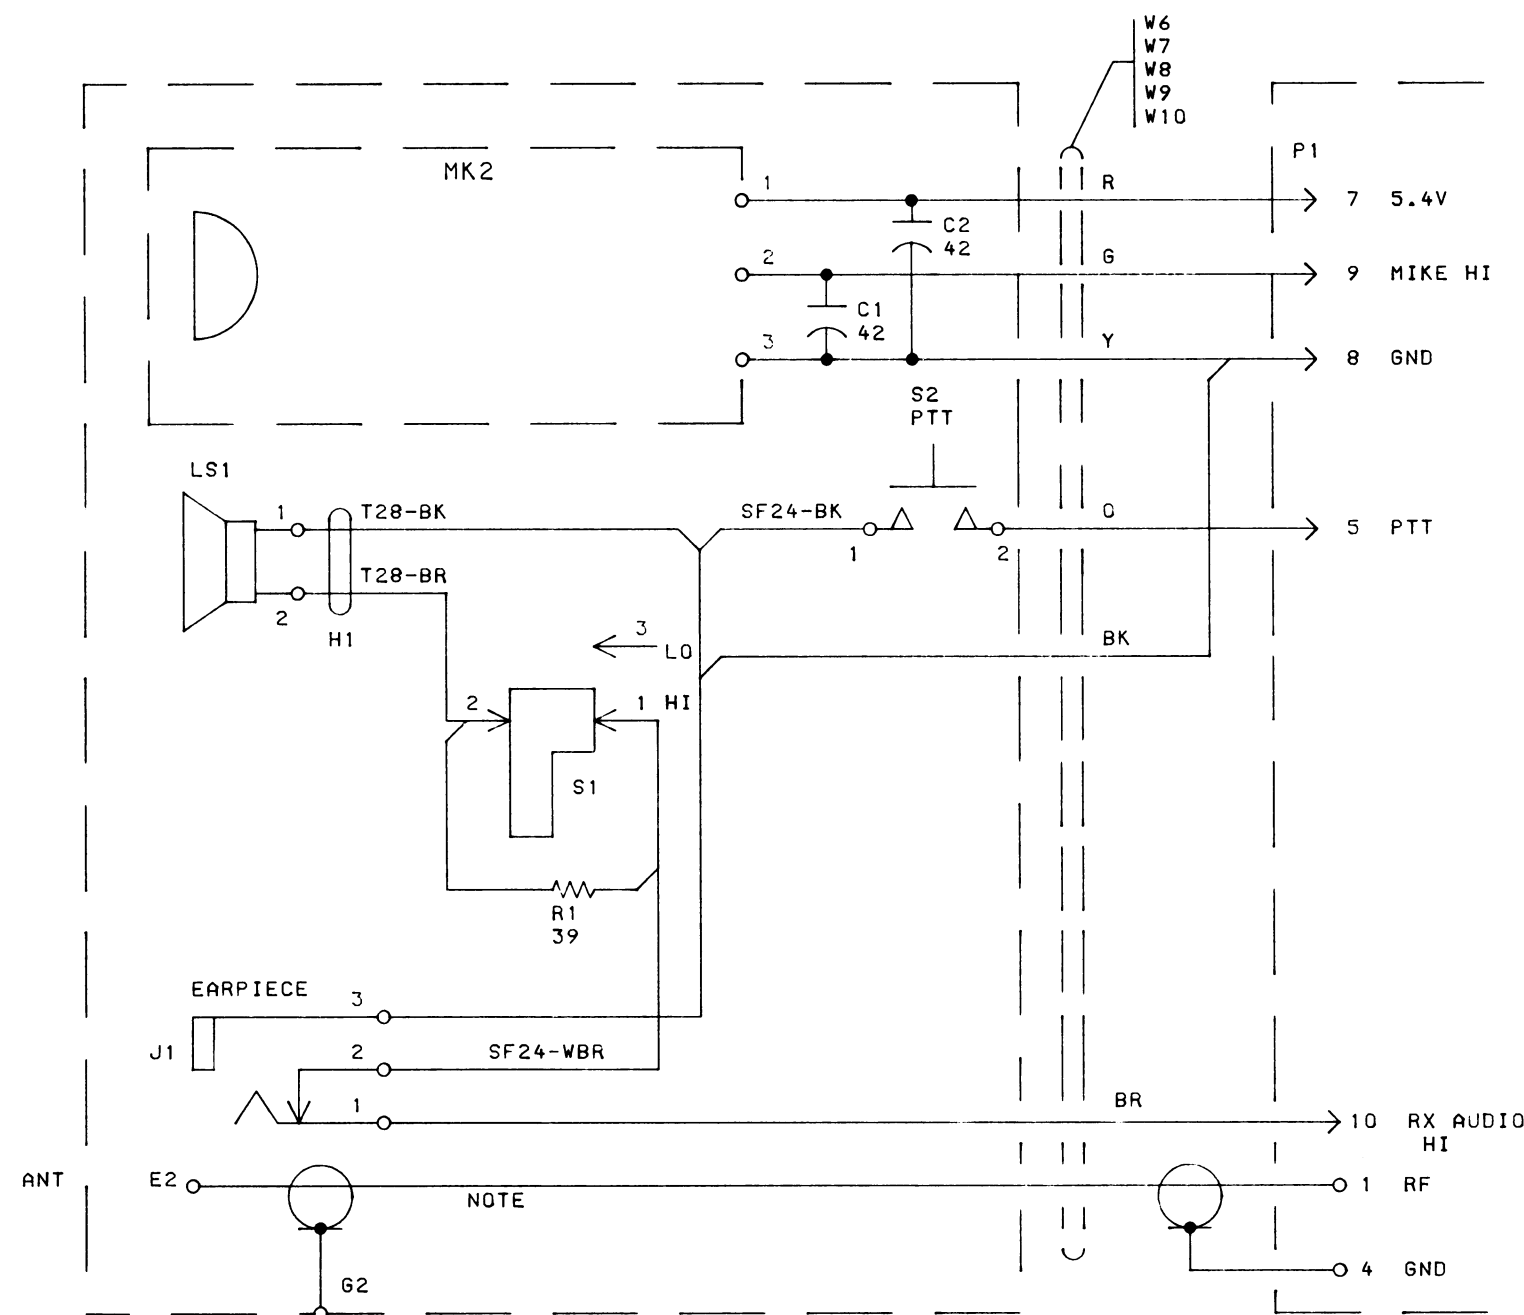 W6
W7
W8
W9
W10
P1
MK2
1
R
7 5.4V
C2
42
2
G
9 MIKE HI
C1
42
3
Y
8 GND
S2
PTT
LS1
1
T28-BK
SF24-BK
O
5 PTT
1
2
T28-BR
2
H1
3
LO
BK
2
1 HI
S1
R1
39
EARPIECE
3
J1
2
SF24-WBR
1
BR
10 RX AUDIO
HI
ANT
E2
NOTE
1 RF
G2
4 GND